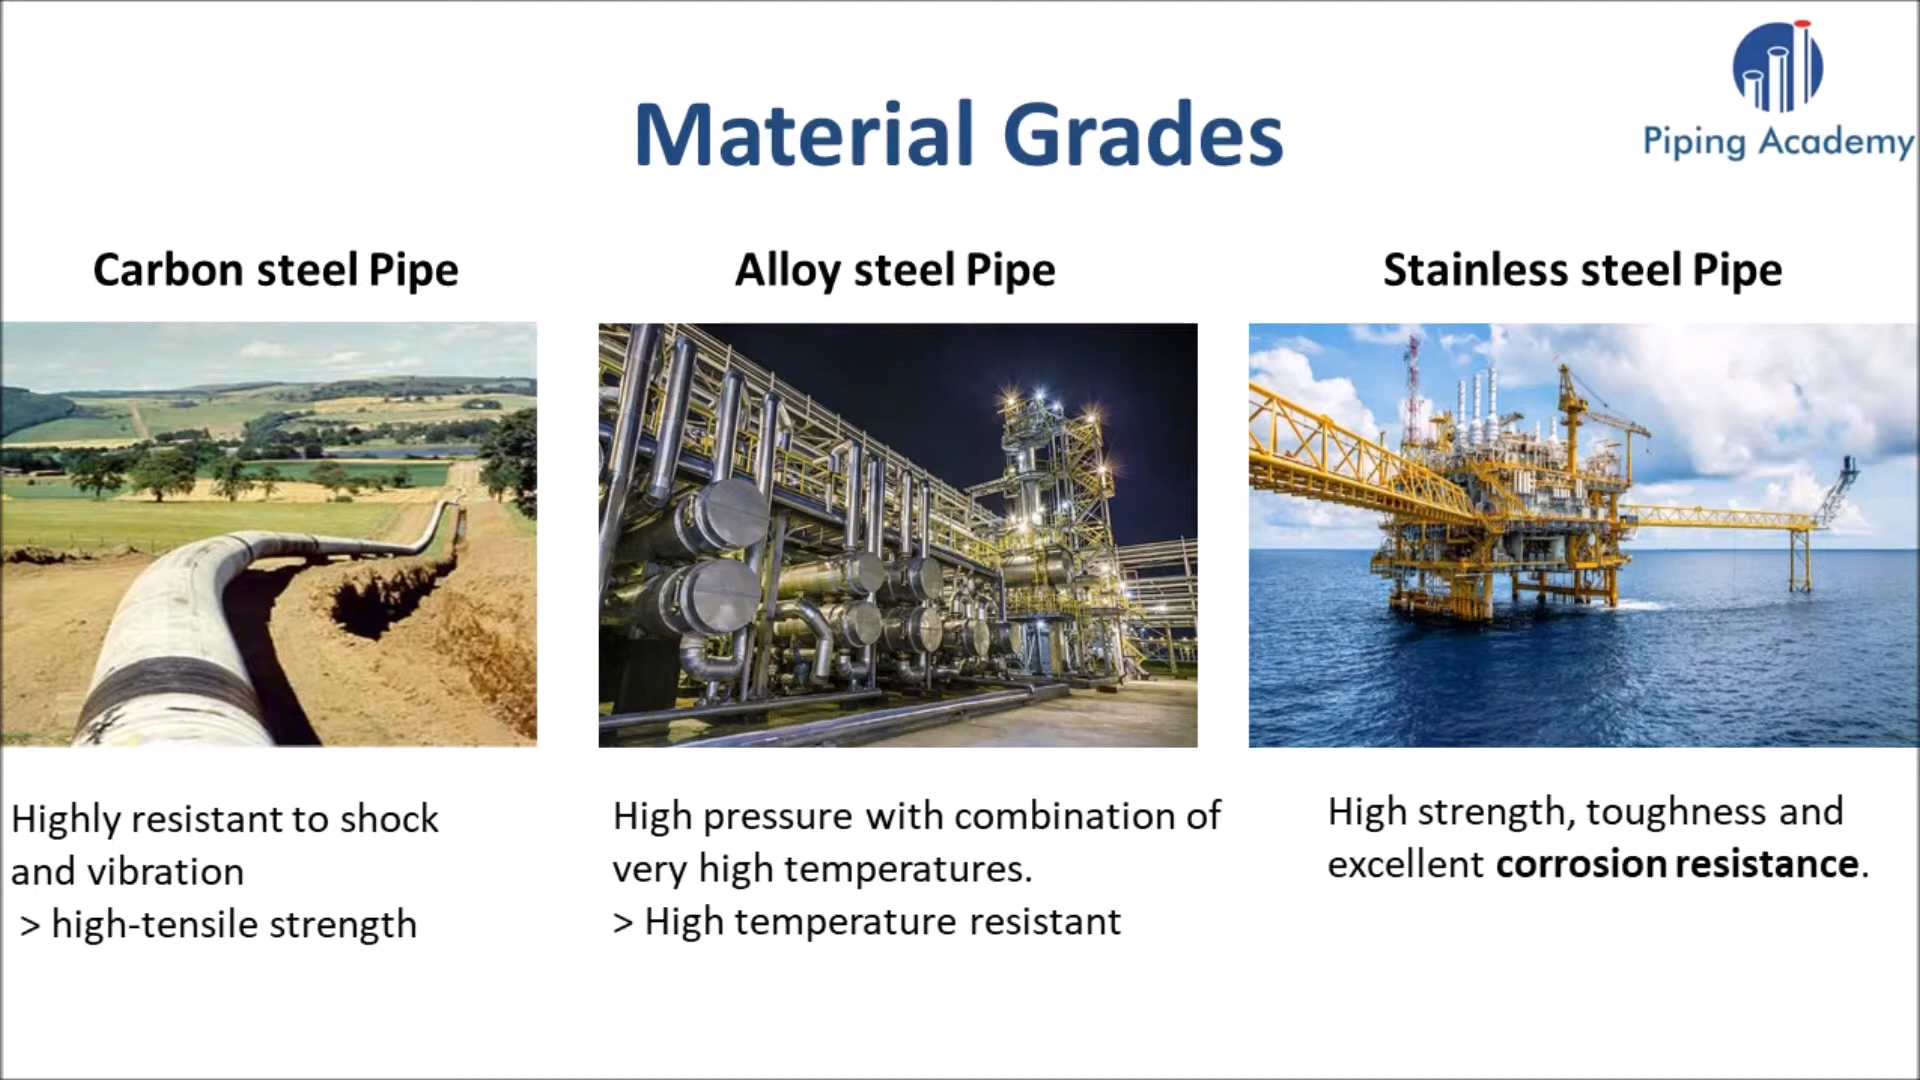 Piping Academy
Material Grades
Carbon steel Pipe
Alloy steel Pipe
Stainless steel Pipe
Highly resistant to shock
and vibration
> high-tensile strength
High pressure with combination of
very high temperatures.
> High temperature resistant
High strength, toughness and
excellent corrosion resistance.